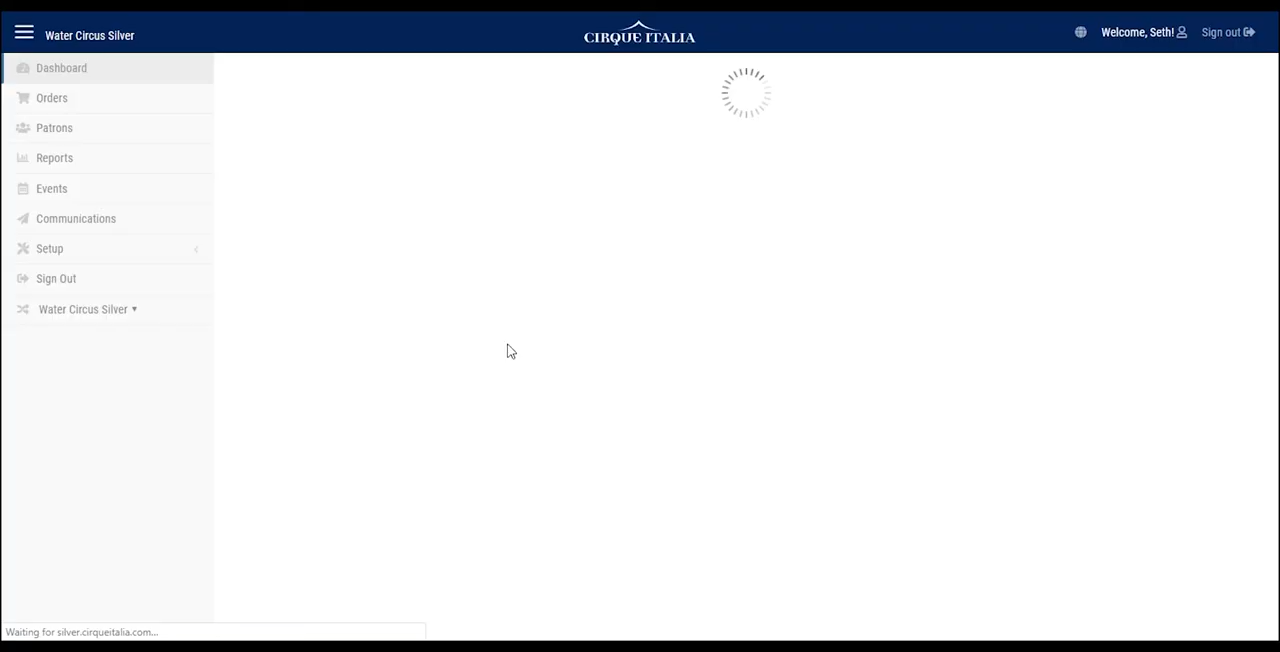 Water Circus Silver
CIRQUE ITALIA
Welcome, Seth!
Sign out
Dashboard
Orders
Patrons
Reports
Events
Communications
Setup
Sign Out
Water Circus Silver
Waiting for silver.cirqueitalia.com...